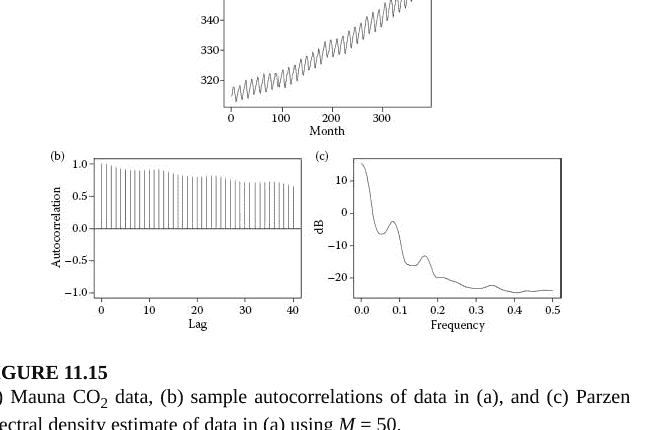 340
330
320
0 100 200 300
Month
(b) (c)
1.0
0.5
0.0
−0.5
−1.0
Autocorrelation
0 10 20 30 40
Lag
10
0
−10
−20
dB
0.0 0.1 0.2 0.3 0.4 0.5
Frequency
IGURE 11.15
) Mauna CO2 data, (b) sample autocorrelations of data in (a), and (c) Parzen
ectral density estimate of data in (a) using M = 50.